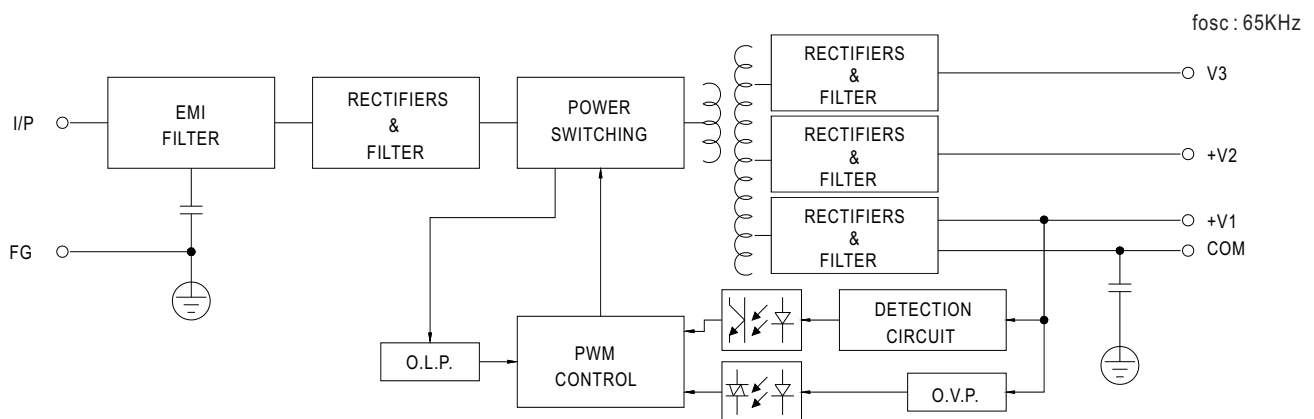 fosc : 65KHz
I/P
EMI
FILTER
RECTIFIERS
&
FILTER
POWER
SWITCHING
RECTIFIERS
&
FILTER
V3
RECTIFIERS
&
FILTER
+V2
RECTIFIERS
&
FILTER
+V1
COM
FG
O.L.P.
PWM
CONTROL
DETECTION
CIRCUIT
O.V.P.